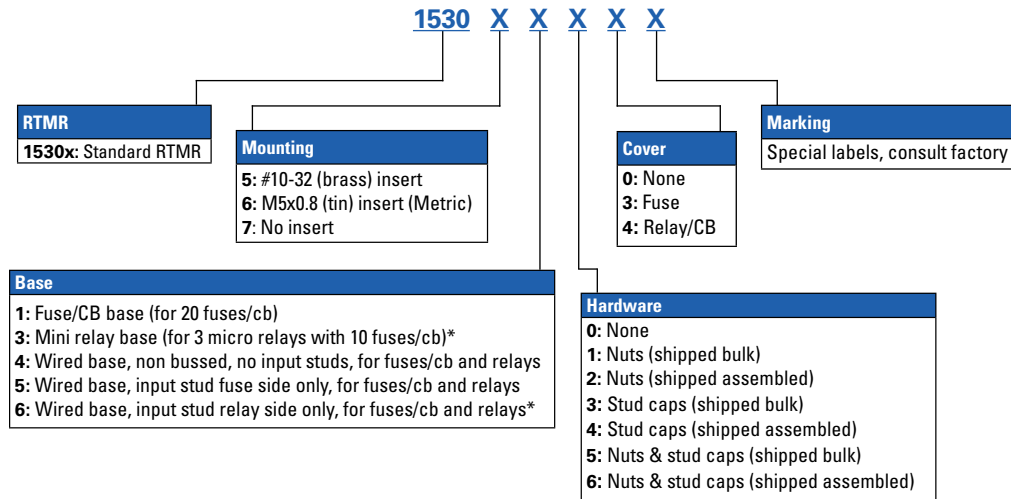 1530 X X X X X
RTMR
1530x: Standard RTMR
Mounting
5: #10-32 (brass) insert
6: M5x0.8 (tin) insert (Metric)
7: No insert
Cover
0: None
3: Fuse
4: Relay/CB
Marking
Special labels, consult factory
Base
1: Fuse/CB base (for 20 fuses/cb)
3: Mini relay base (for 3 micro relays with 10 fuses/cb)*
4: Wired base, non bussed, no input studs, for fuses/cb and relays
5: Wired base, input stud fuse side only, for fuses/cb and relays
6: Wired base, input stud relay side only, for fuses/cb and relays*
Hardware
0: None
1: Nuts (shipped bulk)
2: Nuts (shipped assembled)
3: Stud caps (shipped bulk)
4: Stud caps (shipped assembled)
5: Nuts & stud caps (shipped bulk)
6: Nuts & stud caps (shipped assembled)